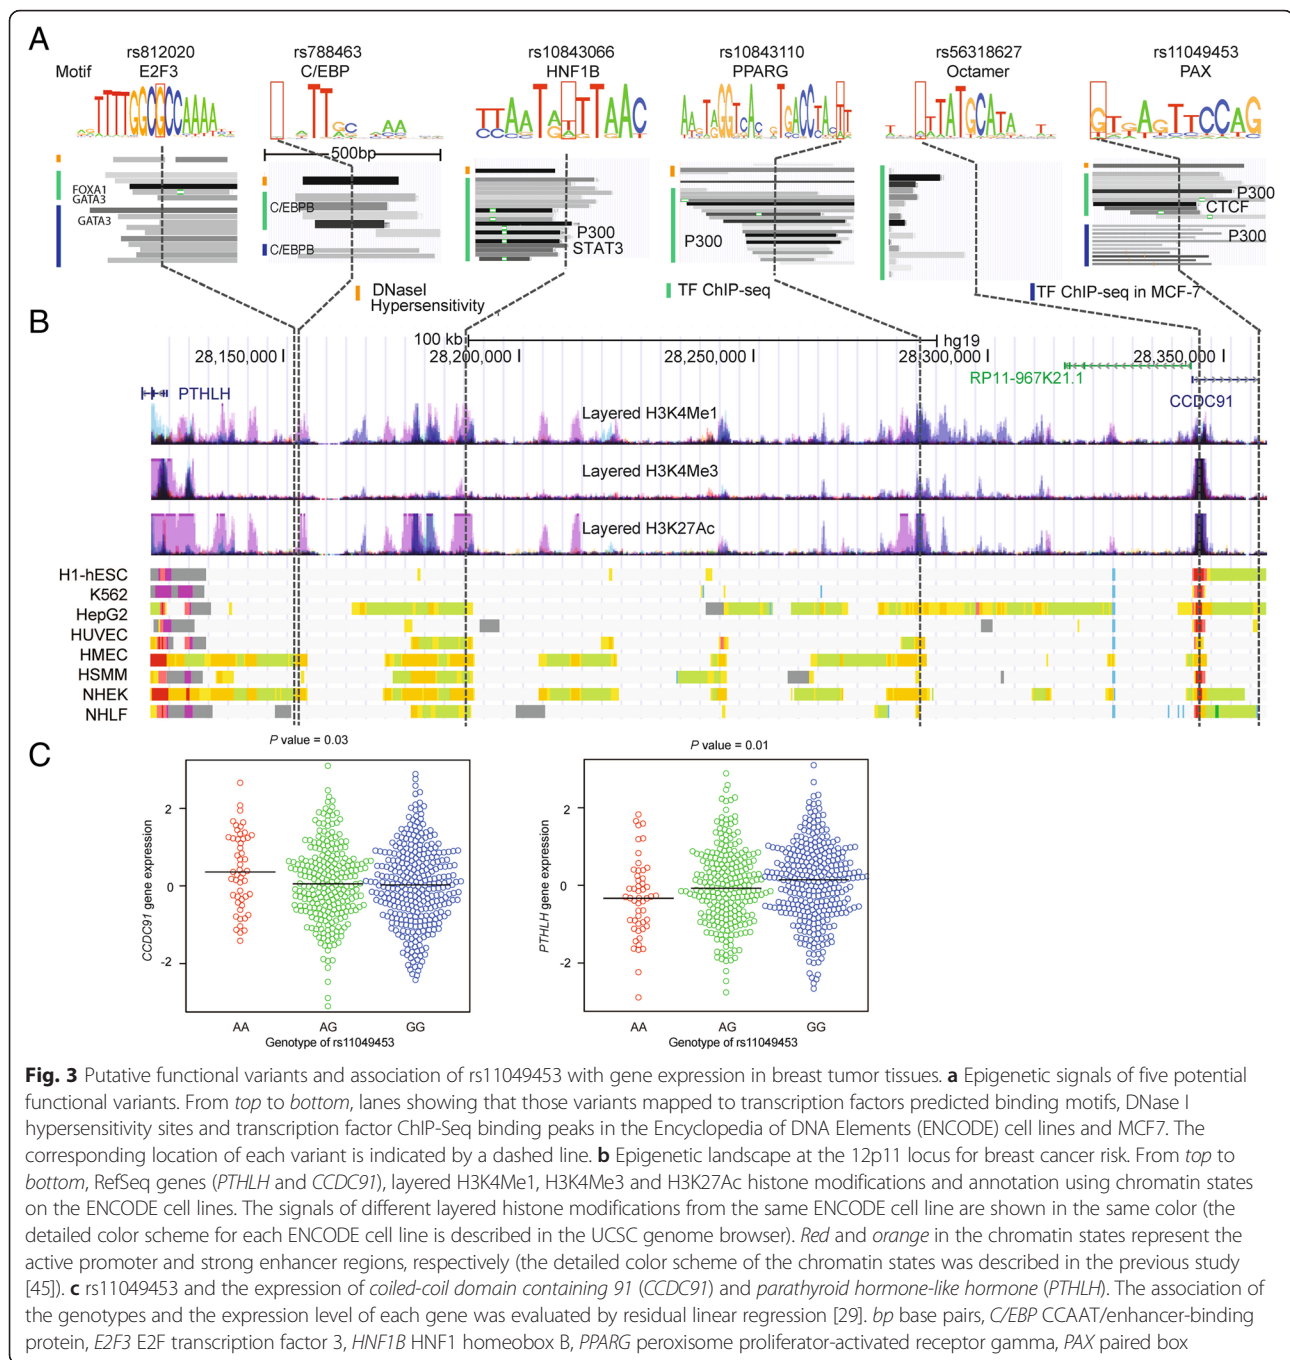 A
rs812020 rs788463 rs10843066 rs10843110 rs56318627 rs11049453
Motif E2F3 C/EBP HNF1B PPARG Octamer PAX
500bp
FOXA1
GATA3
GATA3
C/EBPB
C/EBPB
P300
STAT3
P300
P300
CTCF
P300
DNaseI
Hypersensitivity
TF ChIP-seq
TF ChIP-seq in MCF-7
B
100 kb hg19
28,150,000 28,200,000 28,250,000 28,300,000 28,350,000
RP11-967K21.1
PTHLH
CCDC91
Layered H3K4Me1
Layered H3K4Me3
Layered H3K27Ac
H1-hESC
K562
HepG2
HUVEC
HMEC
HSMM
NHEK
NHLF
C
P value = 0.03
CCDC91 gene expression
2
0
-2
AA AG GG
Genotype of rs11049453
P value = 0.01
PTHLH gene expression
2
0
-2
AA AG GG
Genotype of rs11049453
Fig. 3 Putative functional variants and association of rs11049453 with gene expression in breast tumor tissues. a Epigenetic signals of five potential
functional variants. From top to bottom, lanes showing that those variants mapped to transcription factors predicted binding motifs, DNase I
hypersensitivity sites and transcription factor ChIP-Seq binding peaks in the Encyclopedia of DNA Elements (ENCODE) cell lines and MCF7. The
corresponding location of each variant is indicated by a dashed line. b Epigenetic landscape at the 12p11 locus for breast cancer risk. From top to
bottom, RefSeq genes (PTHLH and CCDC91), layered H3K4Me1, H3K4Me3 and H3K27Ac histone modifications and annotation using chromatin states
on the ENCODE cell lines. The signals of different layered histone modifications from the same ENCODE cell line are shown in the same color (the
detailed color scheme for each ENCODE cell line is described in the UCSC genome browser). Red and orange in the chromatin states represent the
active promoter and strong enhancer regions, respectively (the detailed color scheme of the chromatin states was described in the previous study
[45]). c rs11049453 and the expression of coiled-coil domain containing 91 (CCDC91) and parathyroid hormone-like hormone (PTHLH). The association of
the genotypes and the expression level of each gene was evaluated by residual linear regression [29]. bp base pairs, C/EBP CCAAT/enhancer-binding
protein, E2F3 E2F transcription factor 3, HNF1B HNF1 homeobox B, PPARG peroxisome proliferator-activated receptor gamma, PAX paired box